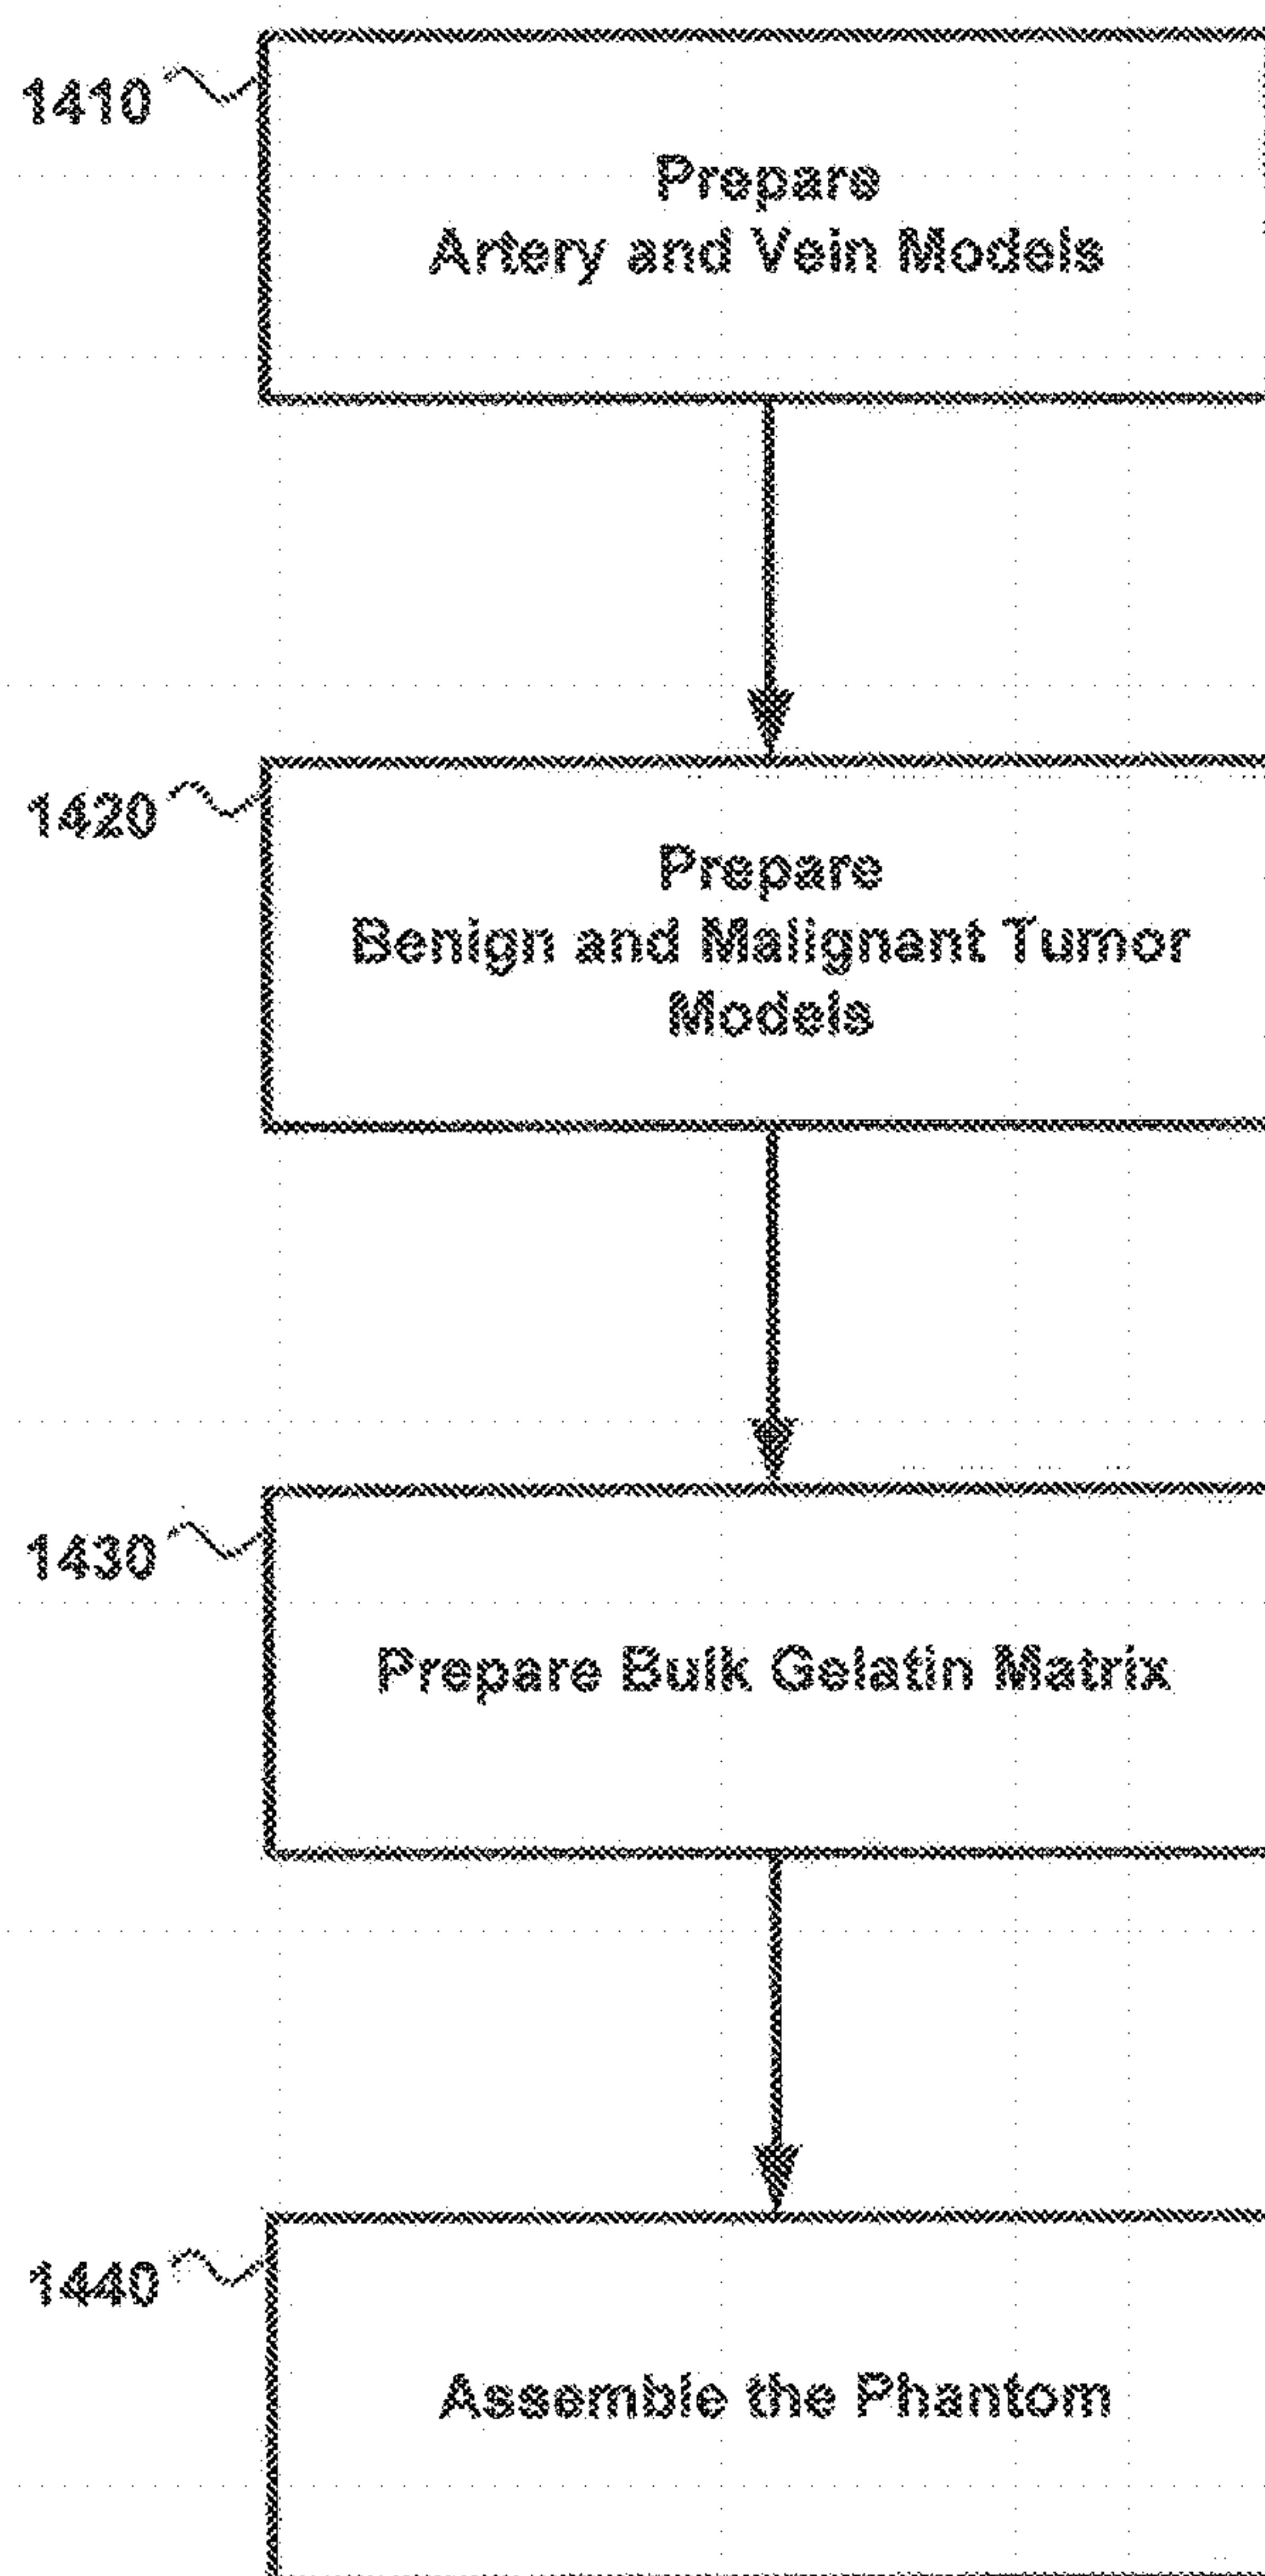 1410
Prepare
Artery and Vein Models
1420
Prepare
Benign and Malignant Tumor
Models
1430
Prepare Bulk Gelatin Matrix
1440
Assemble the Phantom